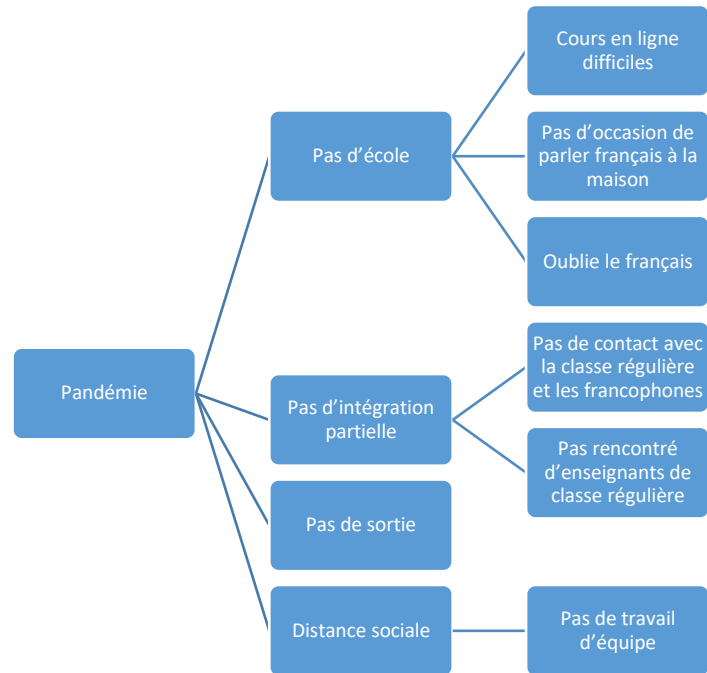 Cours en ligne
difficiles
Pas d’école
Pas d’occasion de
parler français à la
maison
Oublie le français
Pandémie
Pas d’intégration
partielle
Pas de contact avec
la classe régulière
et les francophones
Pas rencontré
d’enseignants de
classe régulière
Pas de sortie
Distance sociale
Pas de travail
d’équipe